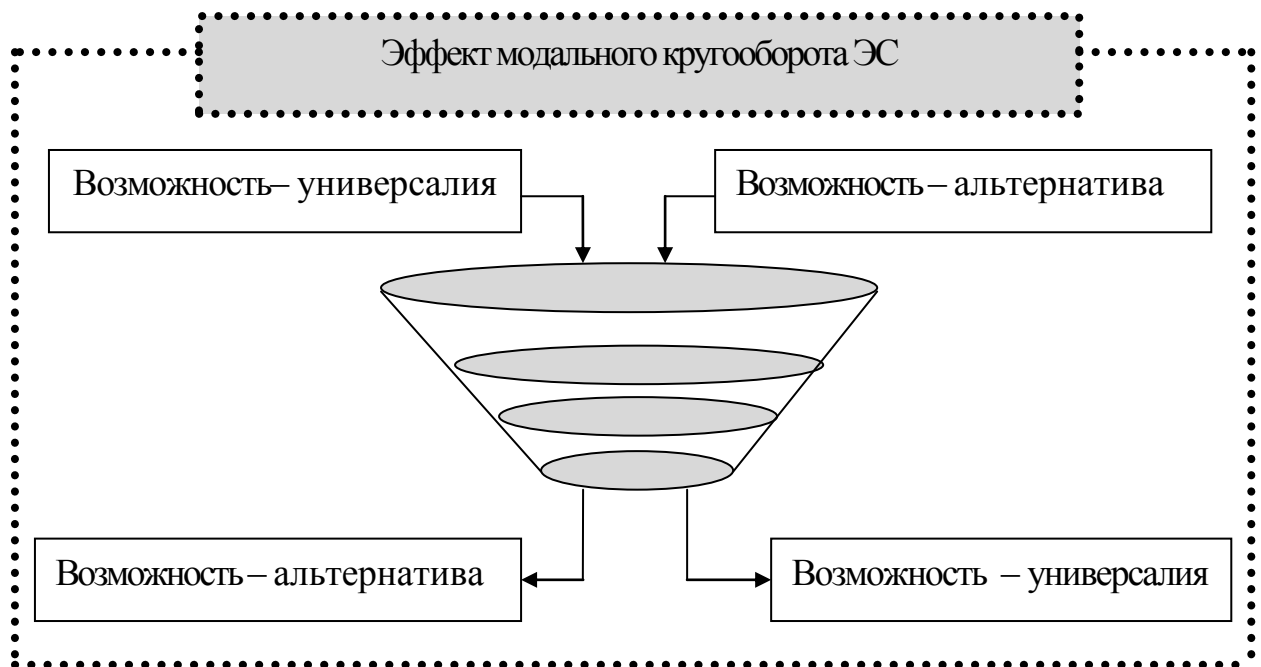 Эффект модального кругооборота ЭС
Возможность– универсалия
Возможность – альтернатива
Возможность – альтернатива
Возможность – универсалия